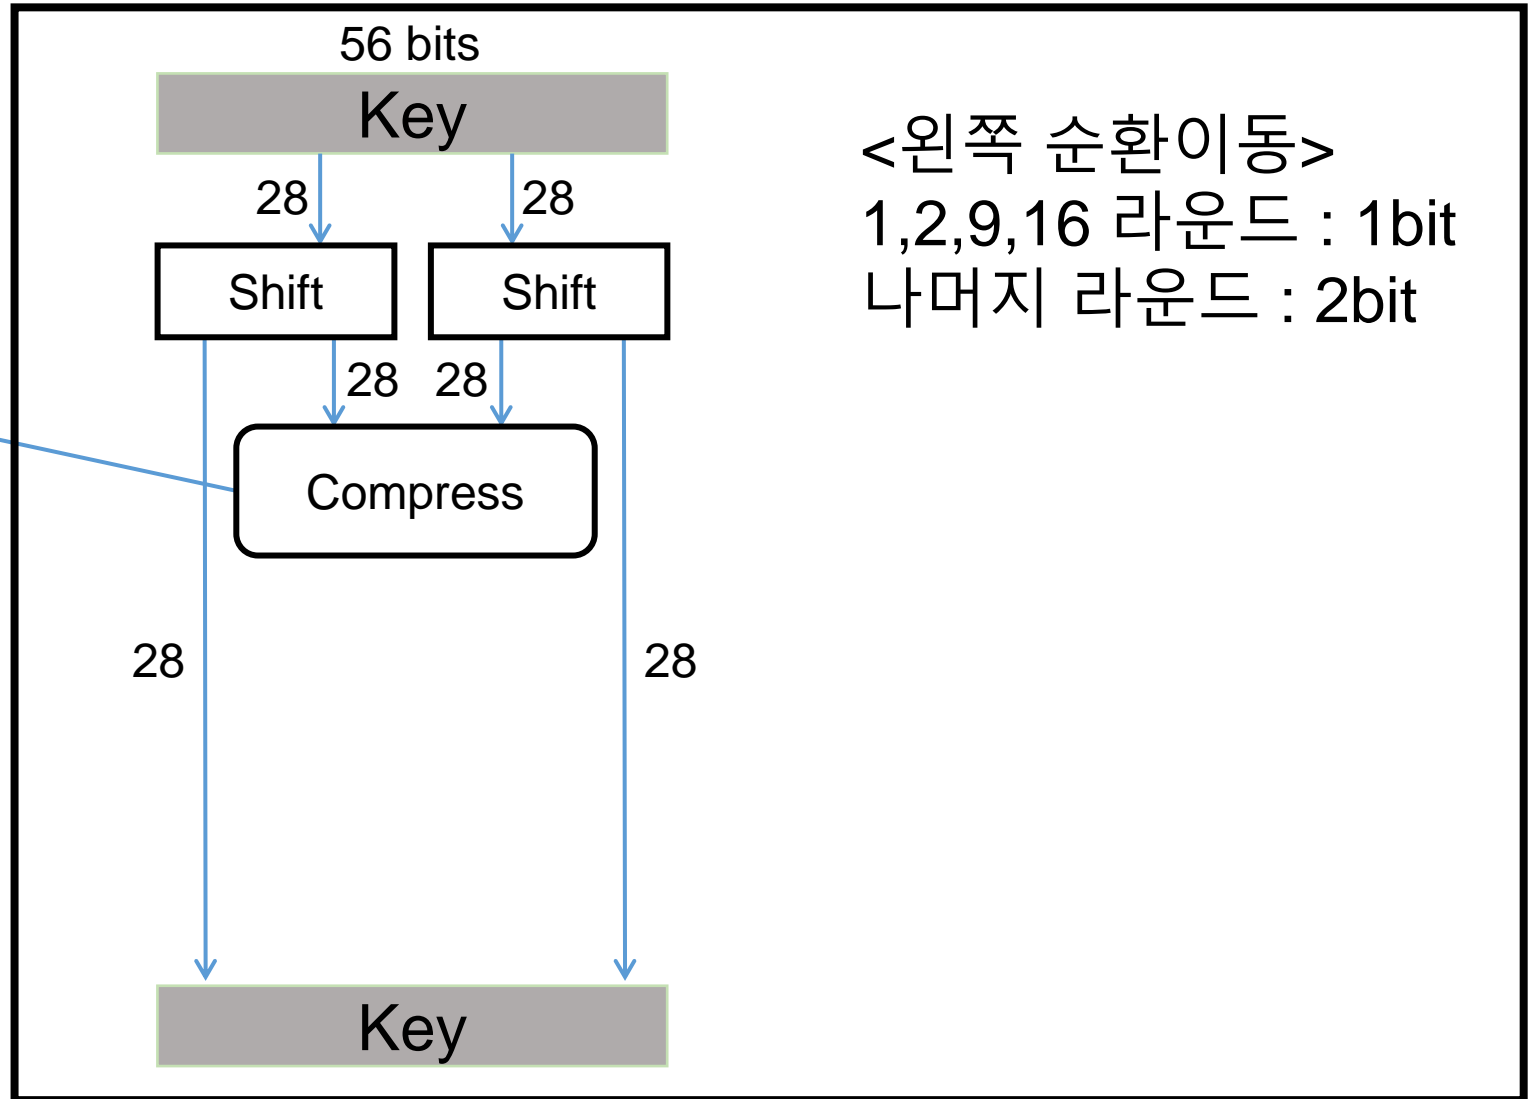 56 bits
Key
<왼쪽 순환이동>
1,2,9,16 라운드 : 1bit
나머지 라운드 : 2bit
28 28
Shift Shift
28 28
Compress
28 28
Key